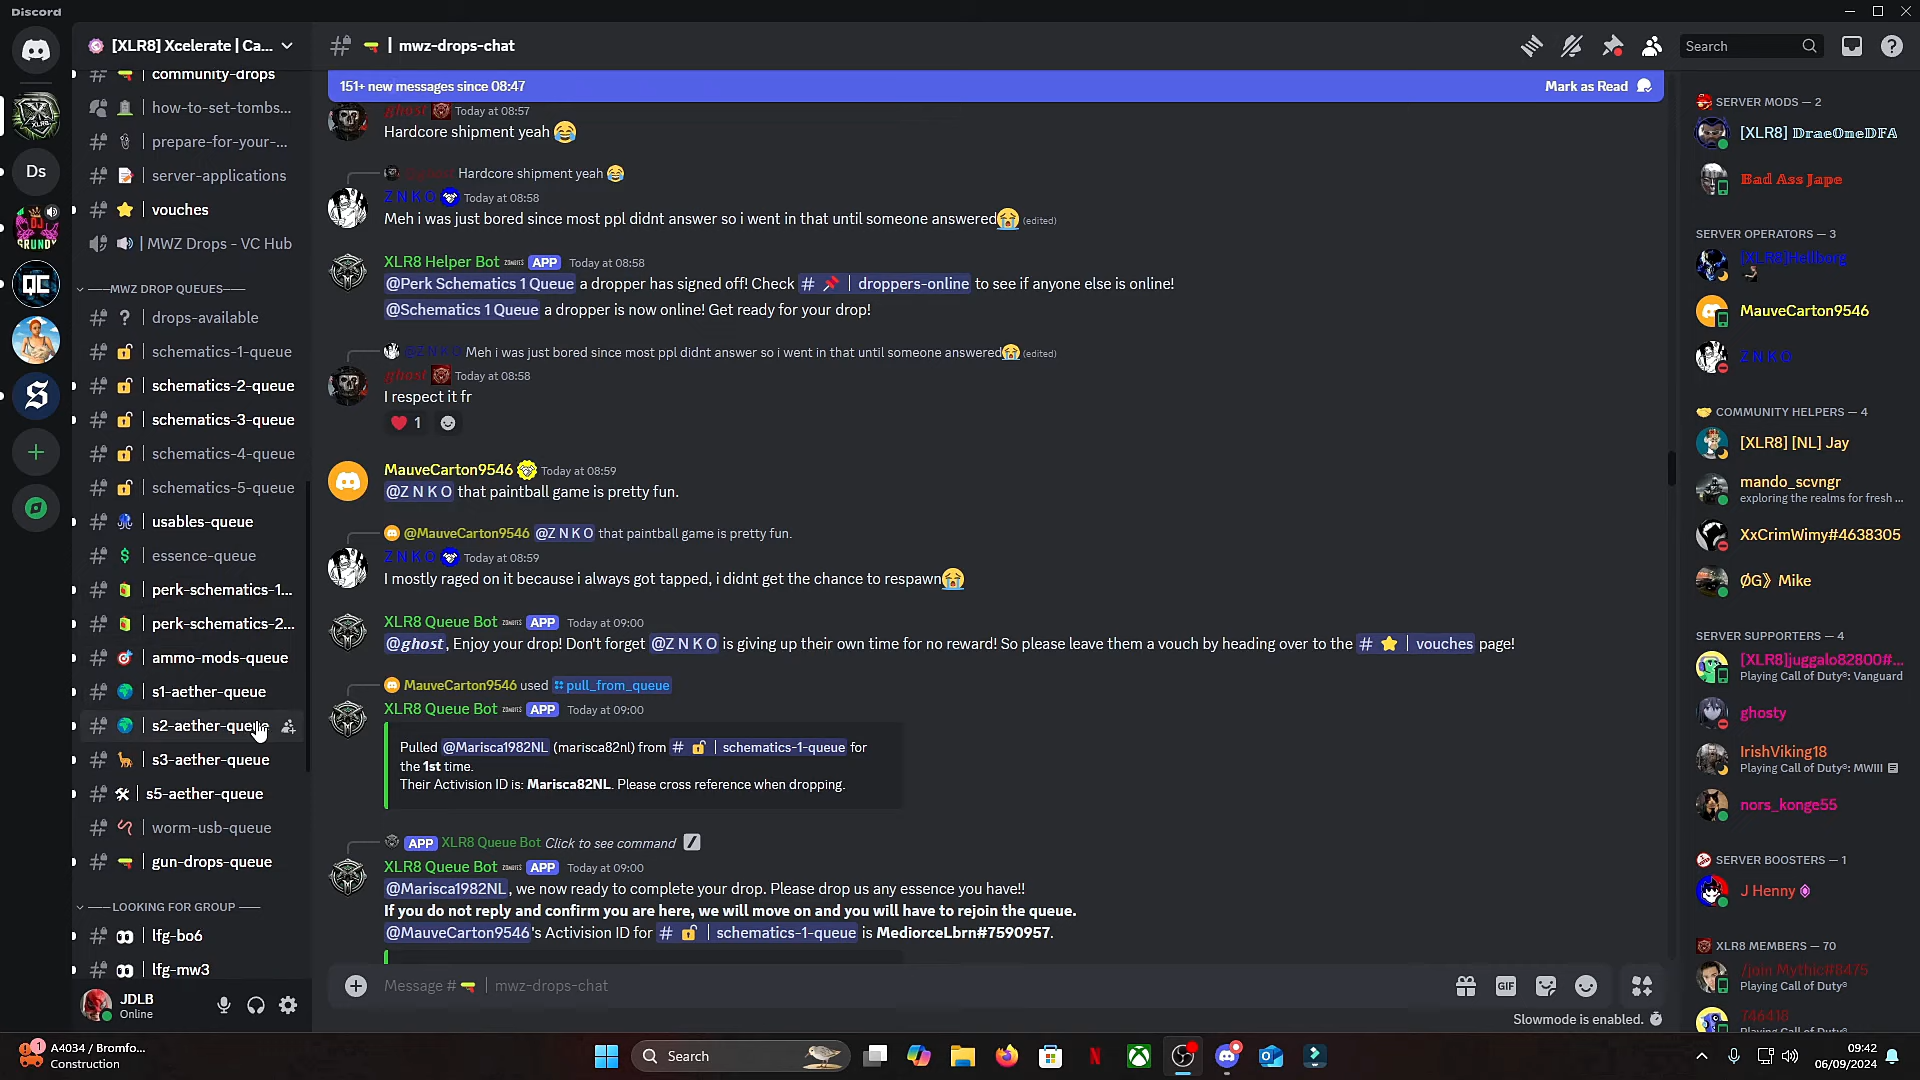 Discord
[XLR8] Xcelerate | Ca...
community-drops
how-to-set-tombs...
prepare-for-your-...
server-applications
vouches
| MWZ Drops - VC Hub
——MWZ DROP QUEUES——
drops-available
schematics-1-queue
schematics-2-queue
schematics-3-queue
schematics-4-queue
schematics-5-queue
usables-queue
essence-queue
perk-schematics-1...
perk-schematics-2...
ammo-mods-queue
s1-aether-queue
s2-aether-queue
s3-aether-queue
s5-aether-queue
worm-usb-queue
gun-drops-queue
——LOOKING FOR GROUP ——
lfg-bo6
lfg-mw3
JDLB
Online
Ds
QC
| mwz-drops-chat
Search
151+ new messages since 08:47
Mark as Read
ghost Today at 08:57
Hardcore shipment yeah 😂
Hardcore shipment yeah 😂
Z N K O Today at 08:58
Meh i was just bored since most ppl didnt answer so i went in that until someone answered😭 (edited)
XLR8 Helper Bot APP Today at 08:58
@Perk Schematics 1 Queue a dropper has signed off! Check # 📌 | droppers-online to see if anyone else is online!
@Schematics 1 Queue a dropper is now online! Get ready for your drop!
@Z N K O Meh i was just bored since most ppl didnt answer so i went in that until someone answered😭 (edited)
ghost Today at 08:58
I respect it fr
❤️ 1
MauveCarton9546 Today at 08:59
@Z N K O that paintball game is pretty fun.
@MauveCarton9546 @Z N K O that paintball game is pretty fun.
Z N K O Today at 08:59
I mostly raged on it because i always got tapped, i didnt get the chance to respawn😭
XLR8 Queue Bot APP Today at 09:00
@ghost, Enjoy your drop! Don't forget @Z N K O is giving up their own time for no reward! So please leave them a vouch by heading over to the # ⭐ | vouches page!
MauveCarton9546 used pull_from_queue
XLR8 Queue Bot APP Today at 09:00
Pulled @Marisca1982NL (marisca82nl) from # 🔓 | schematics-1-queue for
the 1st time.
Their Activision ID is: Marisca82NL. Please cross reference when dropping.
APP XLR8 Queue Bot Click to see command
XLR8 Queue Bot APP Today at 09:00
@Marisca1982NL, we now ready to complete your drop. Please drop us any essence you have!!
If you do not reply and confirm you are here, we will move on and you will have to rejoin the queue.
@MauveCarton9546's Activision ID for # 🔓 | schematics-1-queue is MediorceLbrn#7590957.
Message # | mwz-drops-chat
GIF
Slowmode is enabled.
SERVER MODS — 2
[XLR8] DraeOneDFA
Bad Ass Jape
SERVER OPERATORS — 3
[XLR8]Hellborg
MauveCarton9546
Z N K O
COMMUNITY HELPERS — 4
[XLR8] [NL] Jay
mando_scvngr
exploring the realms for fresh ...
XxCrimWimy#4638305
ØG》 Mike
SERVER SUPPORTERS — 4
[XLR8]juggalo82800#...
Playing Call of Duty®: Vanguard
ghosty
IrishViking18
Playing Call of Duty®: MWIII
nors_konge55
SERVER BOOSTERS — 1
J Henny
XLR8 MEMBERS — 70
/join Mythic#8475
Playing Call of Duty®
746418
Playing Call of Duty®
A4034 / Bromfo...
Construction
Search
09:42
06/09/2024